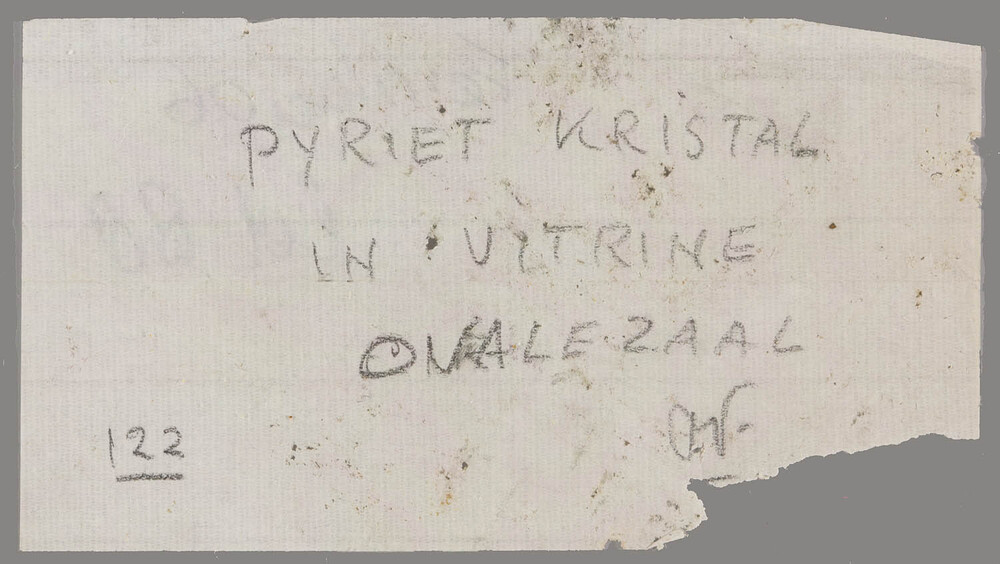 PYRIET KRISTAL
IN VITRINE
OVALE ZAAL
122